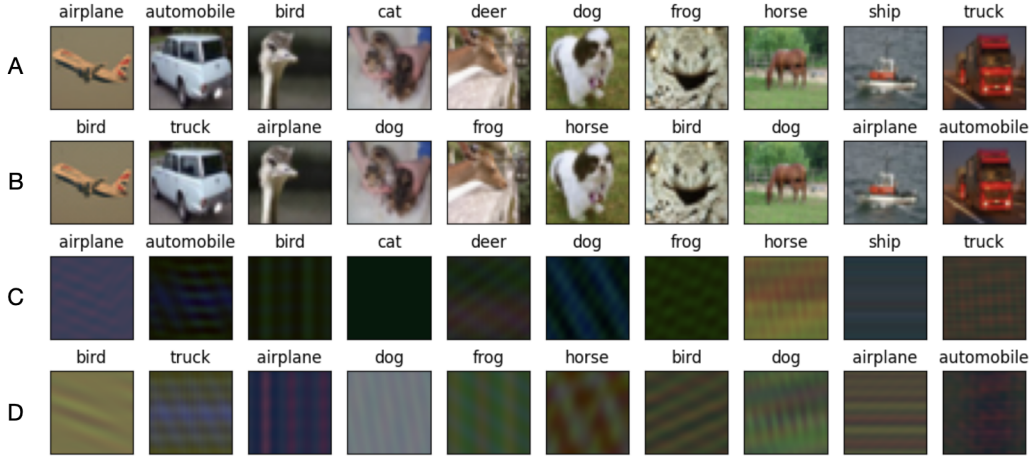 airplane automobile bird cat deer dog frog horse ship truck
A
bird truck airplane dog frog horse bird dog airplane automobile
B
airplane automobile bird cat deer dog frog horse ship truck
C
bird truck airplane dog frog horse bird dog airplane automobile
D